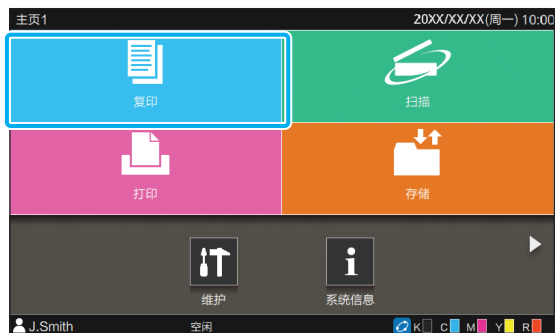 主页1 20XX/XX/XX(周一) 10:00
复印 扫描
打印 存储
维护 系统信息
J.Smith 空闲 K C M Y R